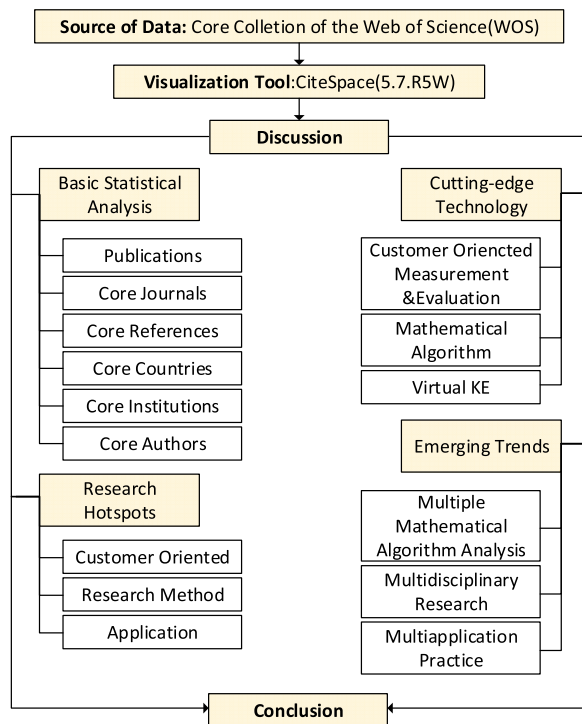 Source of Data: Core Colletion of the Web of Science(WOS)
Visualization Tool:CiteSpace(5.7.R5W)
Discussion
Basic Statistical
Analysis
Publications
Core Journals
Core References
Core Countries
Core Institutions
Core Authors
Research
Hotspots
Customer Oriented
Research Method
Application
Cutting-edge
Technology
Customer Oriencted
Measurement
&Evaluation
Mathematical
Algorithm
Virtual KE
Emerging Trends
Multiple
Mathematical
Algorithm Analysis
Multidisciplinary
Research
Multiapplication
Practice
Conclusion